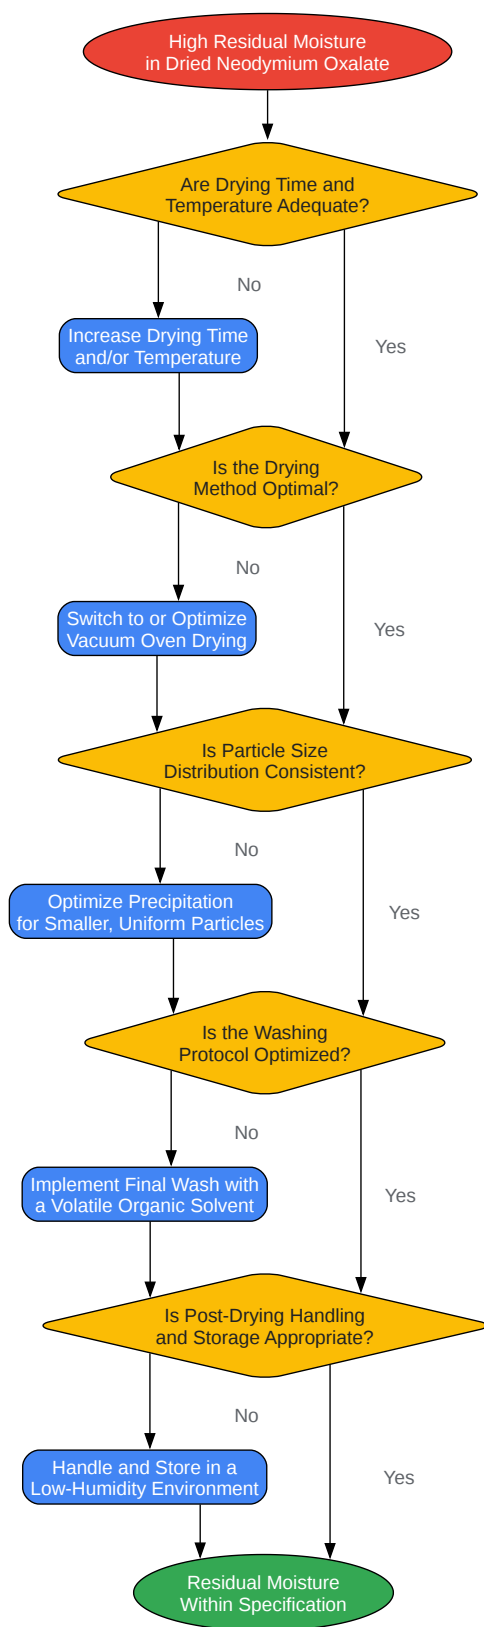 High Residual Moisture
in Dried Neodymium Oxalate
Are Drying Time and
Temperature Adequate?
No
Increase Drying Time
and/or Temperature
Yes
Is the Drying
Method Optimal?
No
Switch to or Optimize
Vacuum Oven Drying
Yes
Is Particle Size
Distribution Consistent?
No
Optimize Precipitation
for Smaller, Uniform Particles
Yes
Is the Washing
Protocol Optimized?
No
Implement Final Wash with
a Volatile Organic Solvent
Yes
Is Post-Drying Handling
and Storage Appropriate?
No
Handle and Store in a
Low-Humidity Environment
Yes
Residual Moisture
Within Specification